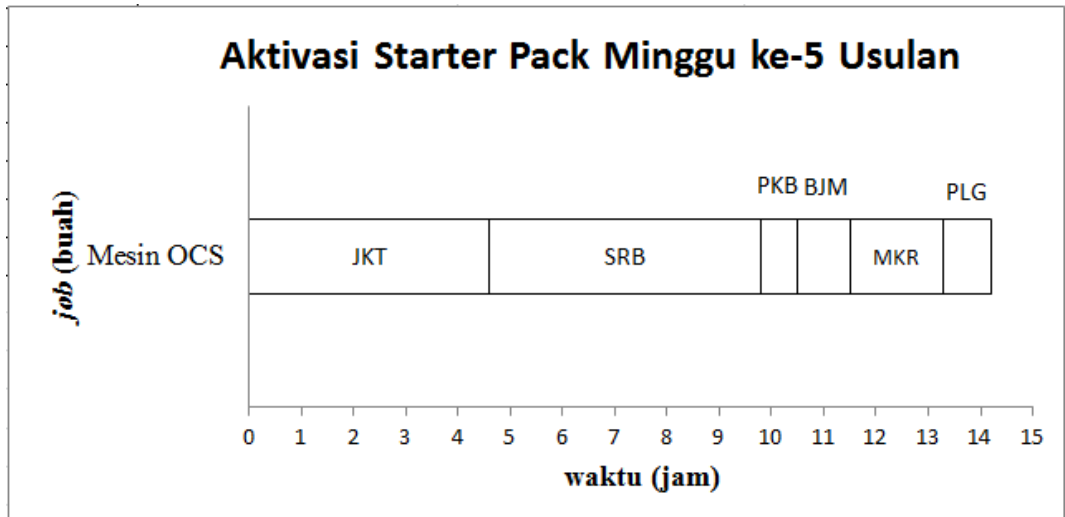 Aktivasi Starter Pack Minggu ke-5 Usulan
PKB BJM PLG
job (buah)
Mesin OCS JKT SRB MKR
0 1 2 3 4 5 6 7 8 9 10 11 12 13 14 15
waktu (jam)